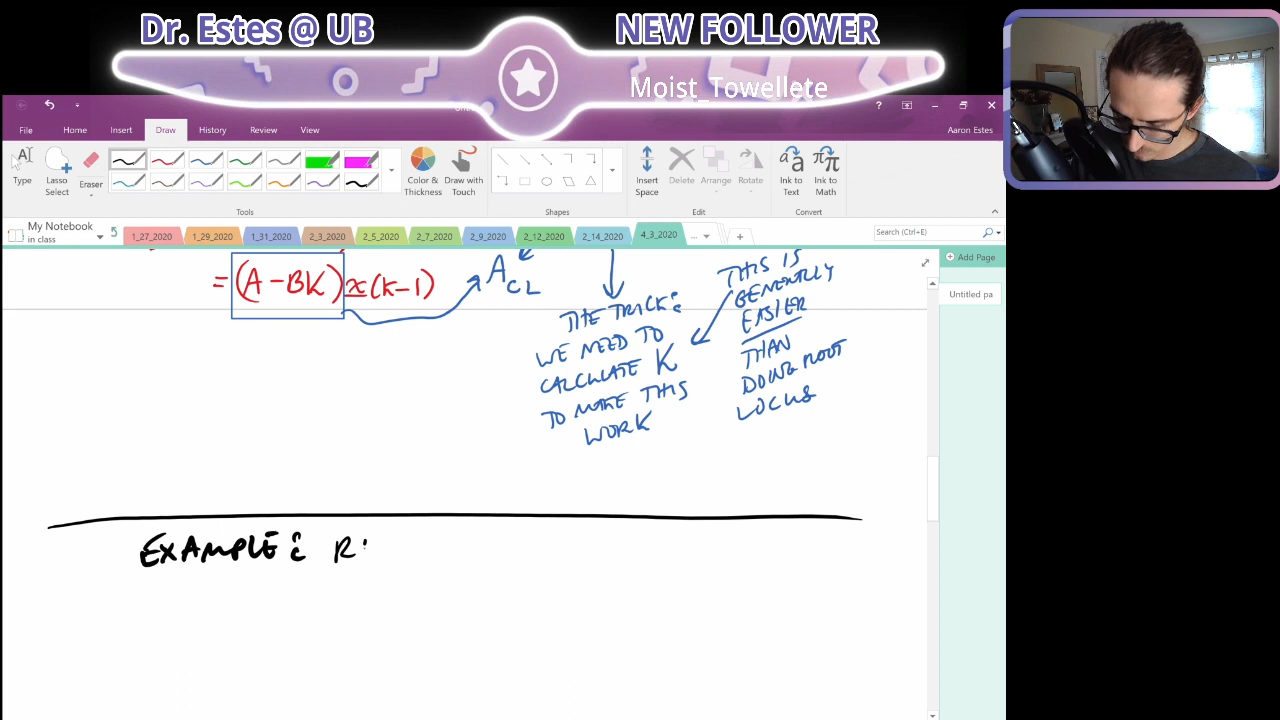 Dr. Estes @ UB
NEW FOLLOWER
Moist_Towellete
File
Home
Insert
Draw
History
Review
View
Aaron Estes
Type
Lasso Select
Eraser
Color & Thickness
Draw with Touch
Insert Space
Delete
Arrange
Rotate
Ink to Text
Ink to Math
Tools
Shapes
Edit
Convert
My Notebook
in class
1_27_2020
1_29_2020
1_31_2020
2_3_2020
2_5_2020
2_7_2020
2_9_2020
2_12_2020
2_14_2020
4_3_2020
...
Search (Ctrl+E)
Add Page
Untitled pa
= (A-BK) x(k-1)
A CL
THE TRICK:
WE NEED TO
CALCULATE K
TO MAKE THIS
WORK
THIS IS
GENERALLY
EASIER
THAN
DOING ROOT
LOCUS
EXAMPLE: R